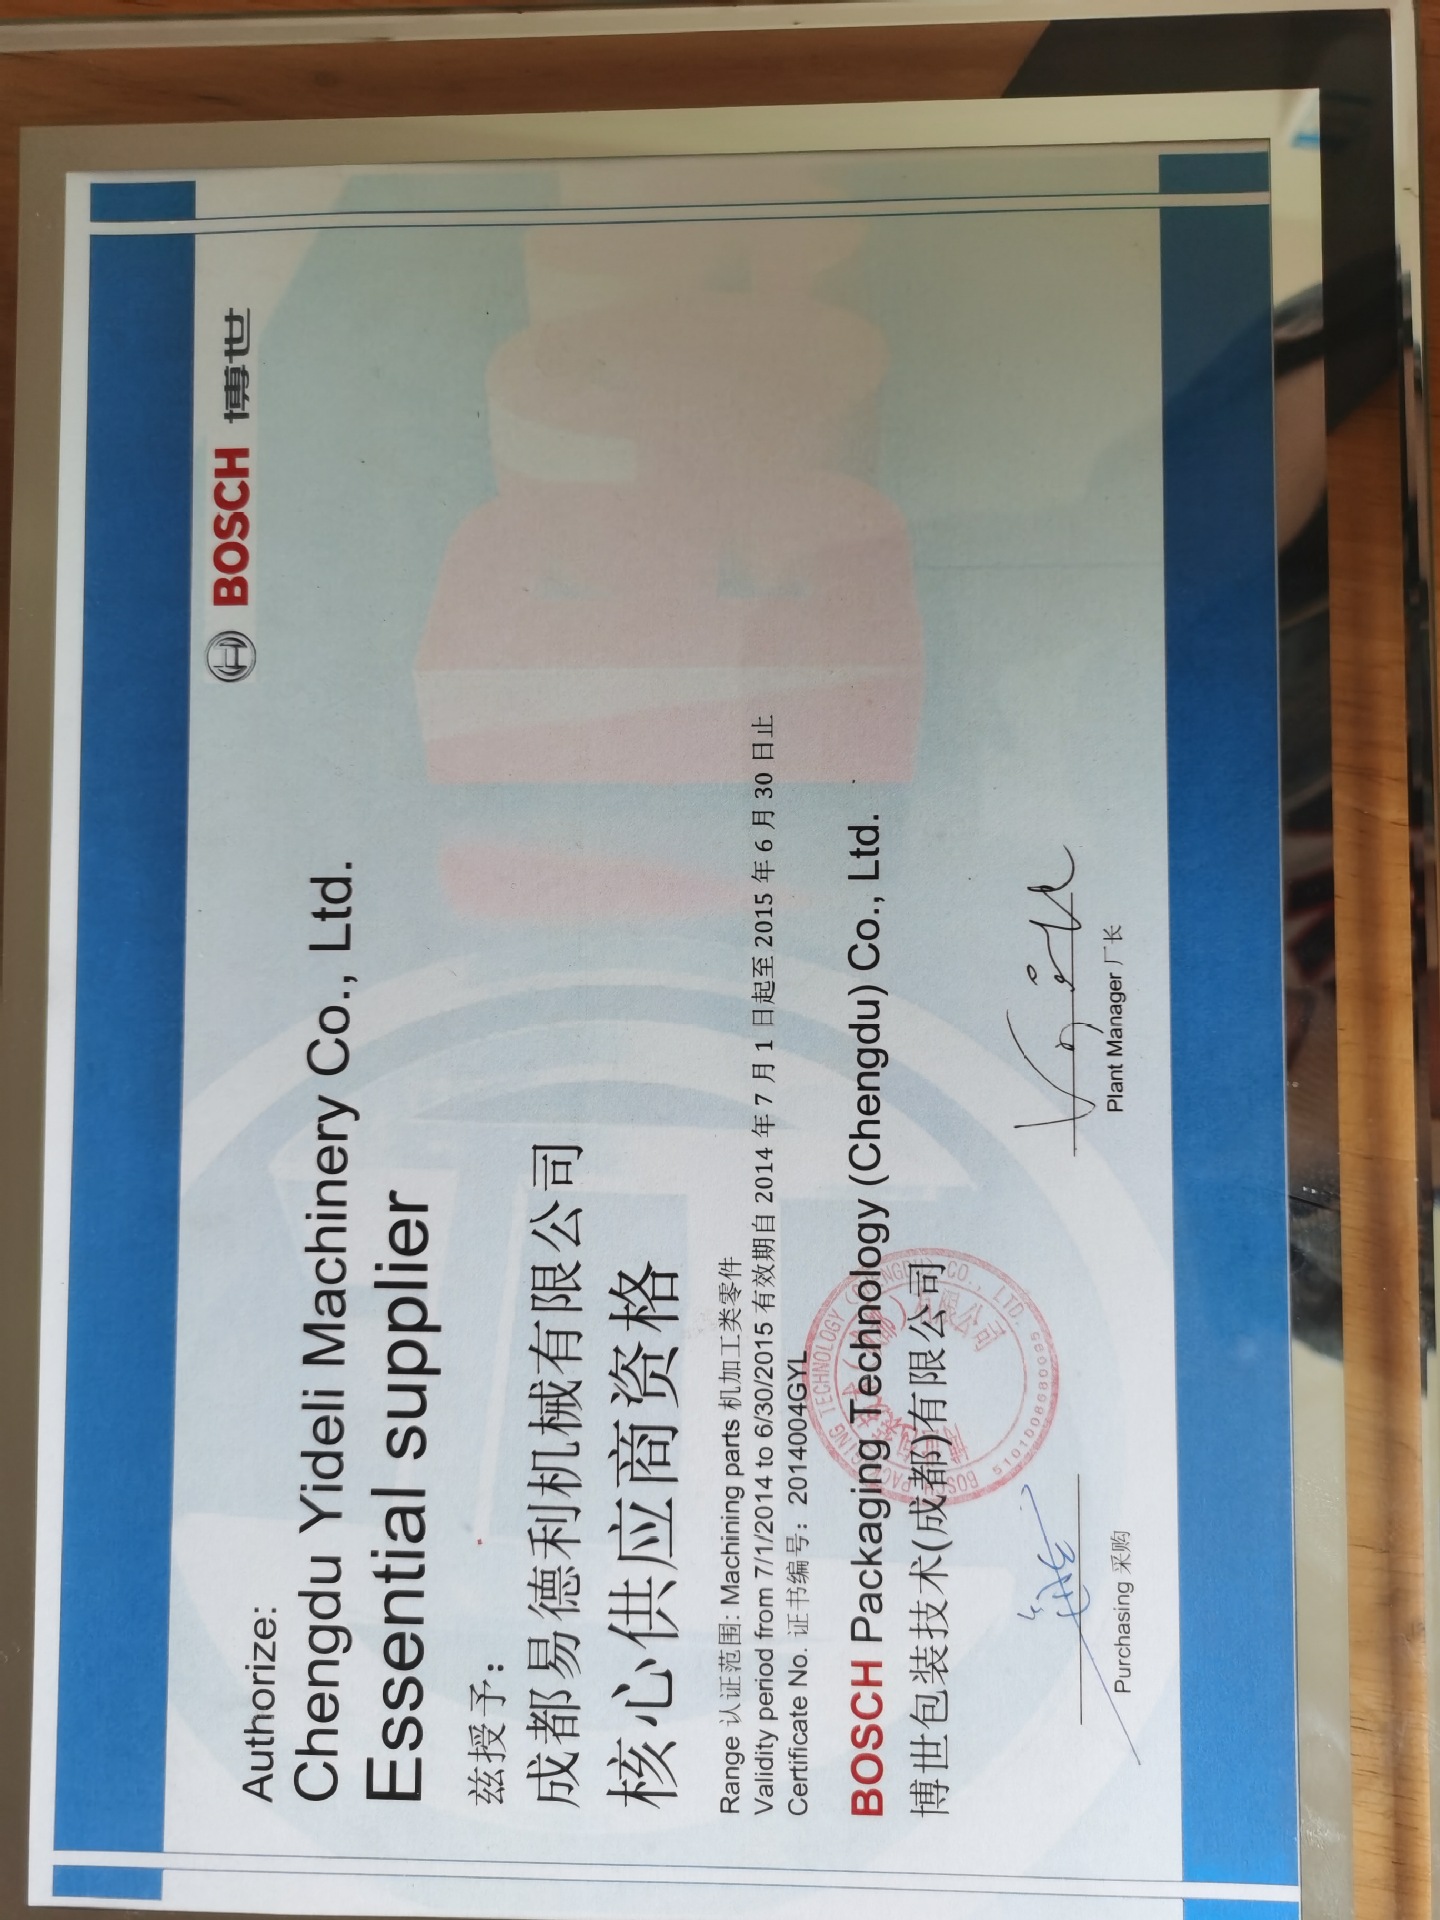 BOSCH 博世
Authorize:
Chengdu Yideli Machinery Co., Ltd.
Essential supplier
兹授予：
成都易德利机械有限公司
核心供应商资格
Range 认证范围: Machining parts 机加工类零件
Validity period from 7/1/2014 to 6/30/2015 有效期自 2014 年 7 月 1 日起至 2015 年 6 月 30 日止
Certificate No. 证书编号：2014004GYL
BOSCH Packaging Technology (Chengdu) Co., Ltd.
博世包装技术(成都)有限公司
Purchasing 采购
Plant Manager 厂长